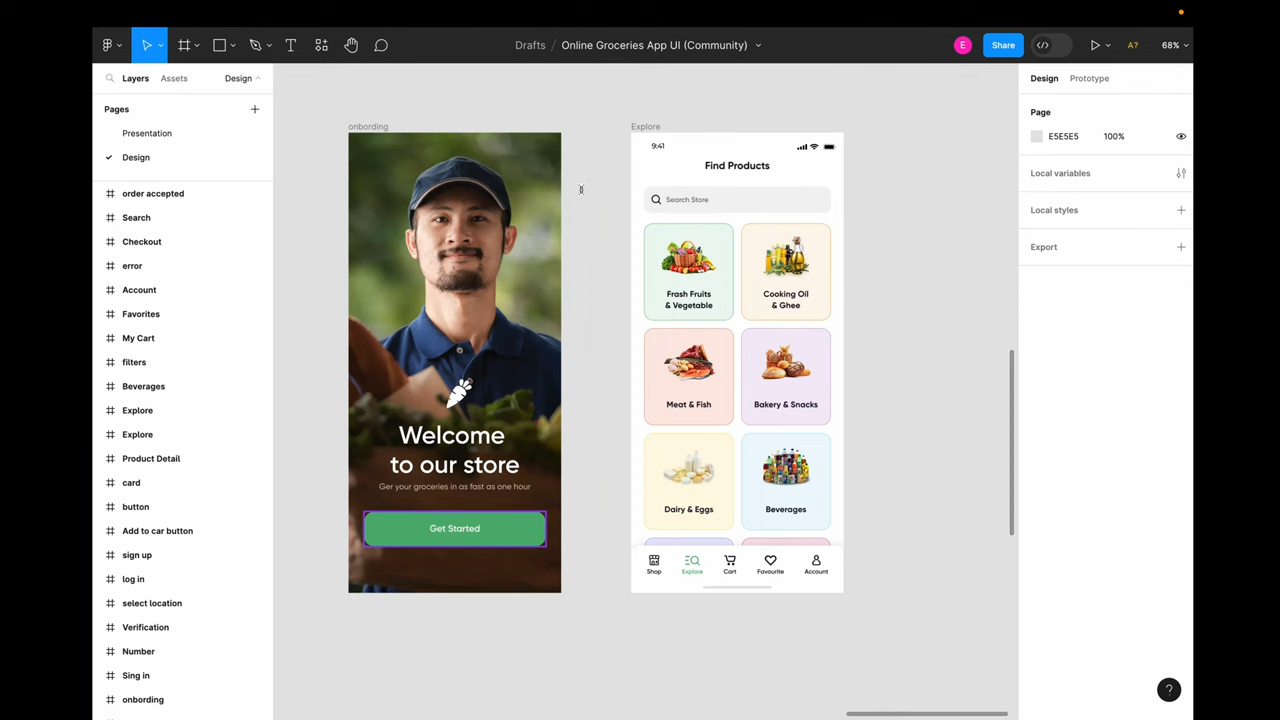 Drafts / Online Groceries App UI (Community)
E
Share
A?
68%
Layers
Assets
Design
Pages
Presentation
Design
order accepted
Search
Checkout
error
Account
Favorites
My Cart
filters
Beverages
Explore
Explore
Product Detail
card
button
Add to car button
sign up
log in
select location
Verification
Number
Sing in
onbording
onbording
Welcome
to our store
Ger your groceries in as fast as one hour
Get Started
Explore
9:41
Find Products
Search Store
Frash Fruits
& Vegetable
Cooking Oil
& Ghee
Meat & Fish
Bakery & Snacks
Dairy & Eggs
Beverages
Shop
Explore
Cart
Favourite
Account
Design
Prototype
Page
E5E5E5
100%
Local variables
Local styles
Export
?